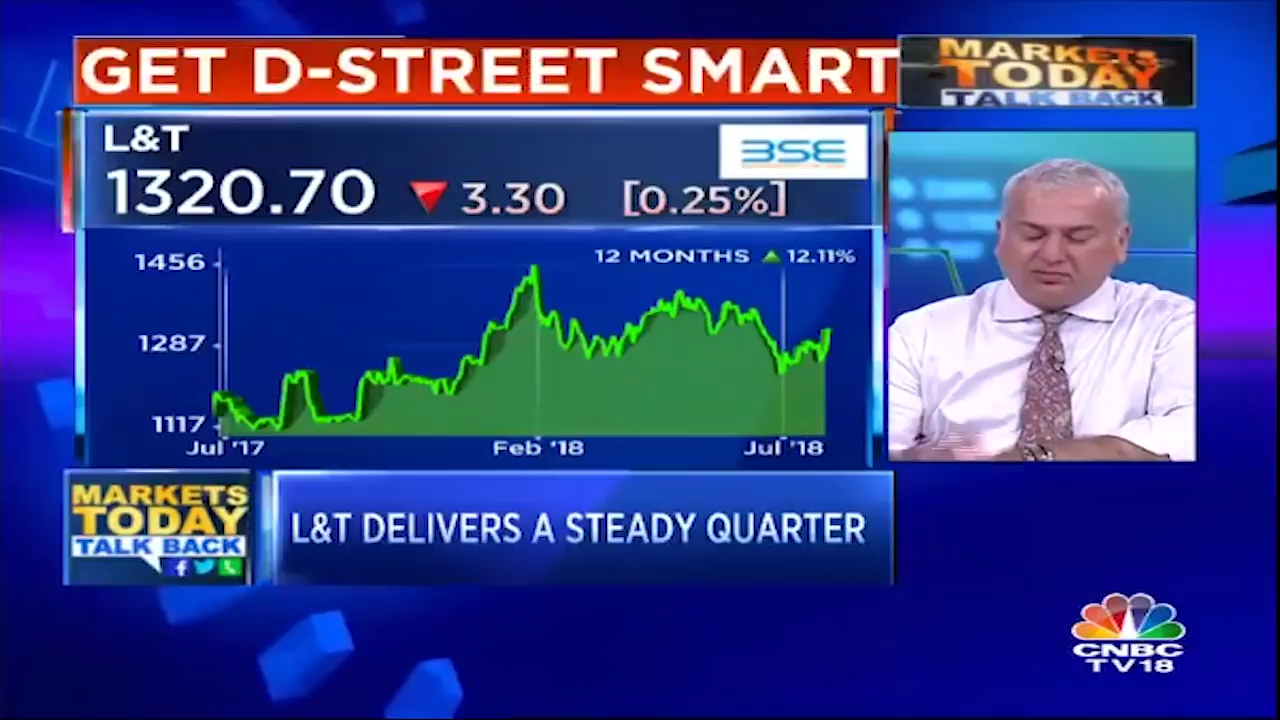 GET D-STREET SMART
MARKETS
TODAY
TALK BACK
L&T
BSE
1320.70 3.30 [0.25%]
12 MONTHS 12.11%
1456
1287
1117
Jul '17 Feb '18 Jul '18
MARKETS
TODAY
TALK BACK
L&T DELIVERS A STEADY QUARTER
CNBC
TV18